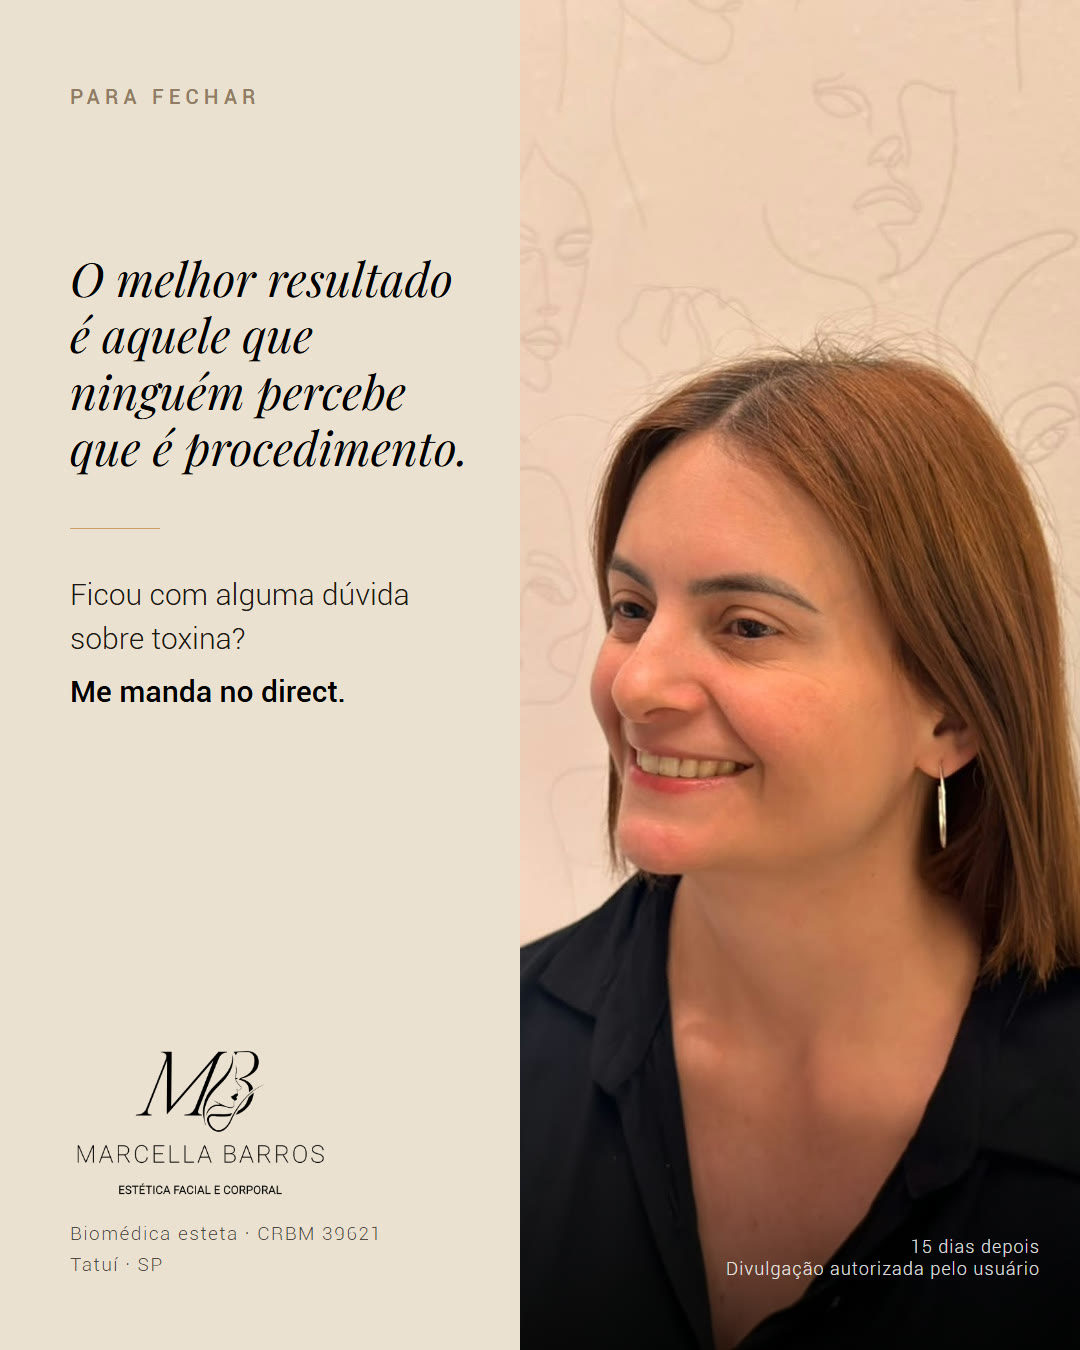 PARA FECHAR
O melhor resultado
é aquele que
ninguém percebe
que é procedimento.
Ficou com alguma dúvida
sobre toxina?
Me manda no direct.
MB
MARCELLA BARROS
ESTÉTICA FACIAL E CORPORAL
Biomédica esteta · CRBM 39621
Tatuí · SP
15 dias depois
Divulgação autorizada pelo usuário